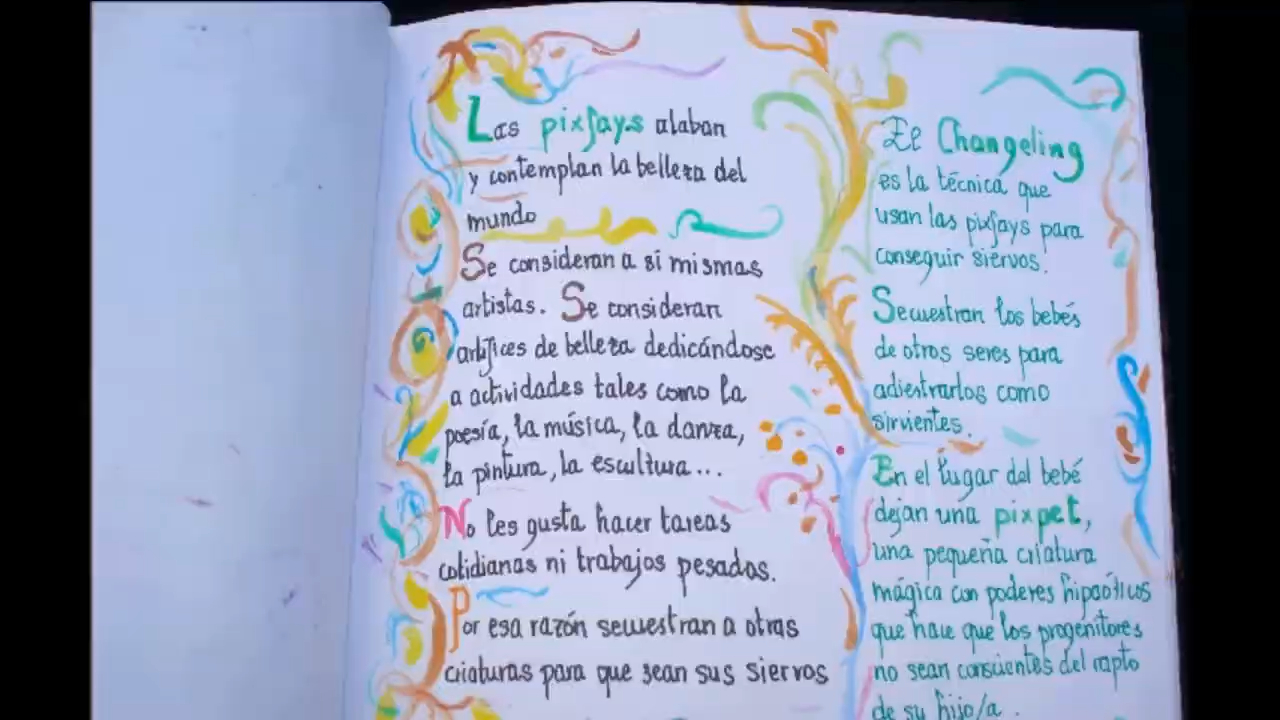 Las pixfays alaban
y contemplan la belleza del
mundo
Se consideran a si mismas
artistas. Se consideran
artífices de belleza dedicándose
a actividades tales como la
poesía, la música, la danza,
la pintura, la escultura...
No les gusta hacer tareas
cotidianas ni trabajos pesados.
Por esa razón secuestran a otras
criaturas para que sean sus siervos
El Changeling
es la técnica que
usan las pixfays para
conseguir siervos.
Secuestran los bebés
de otros seres para
adiestrarlos como
sirvientes.
En el lugar del bebé
dejan una pixpet,
una pequeña criatura
mágica con poderes hipnóticos
que hace que los progenitores
no sean conscientes del rapto
de su hijo/a.